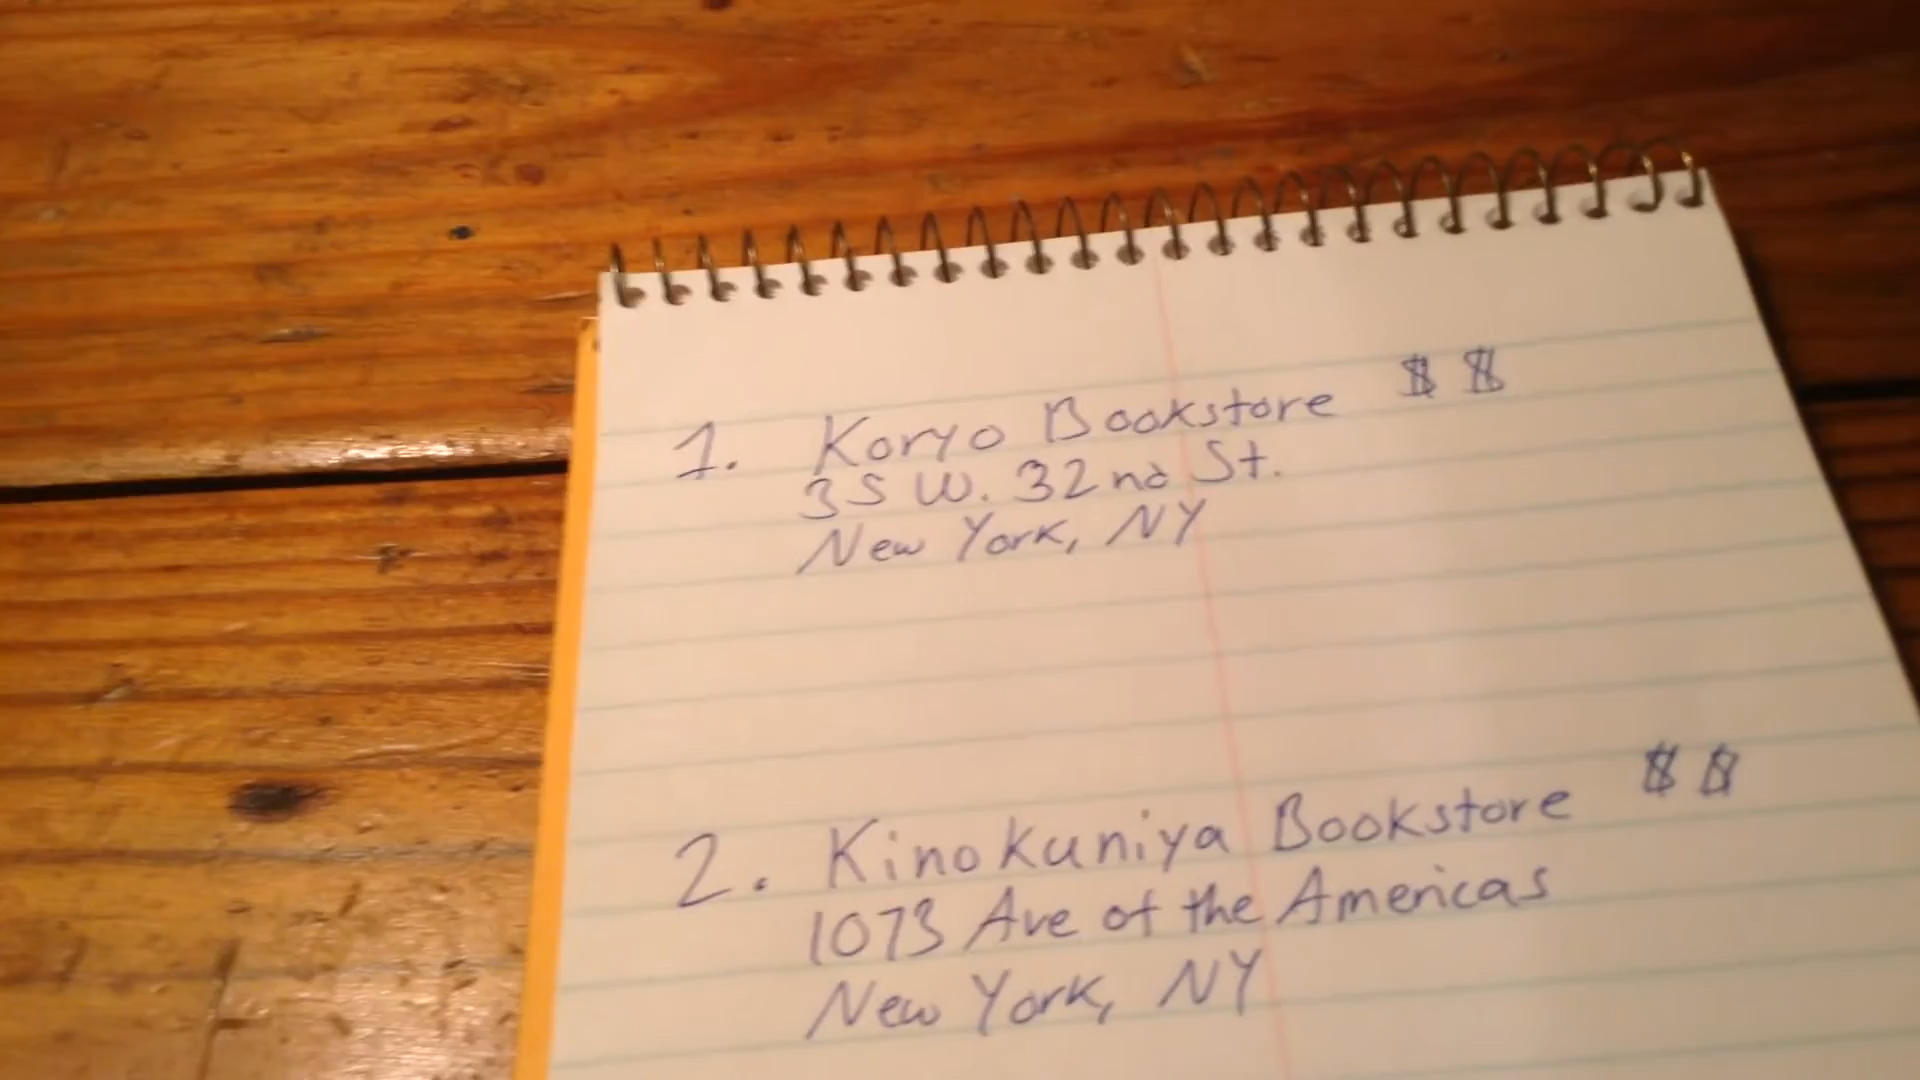 1. Koryo Bookstore $ $
35 W. 32nd St.
New York, NY
2. Kinokuniya Bookstore $ $
1073 Ave of the Americas
New York, NY